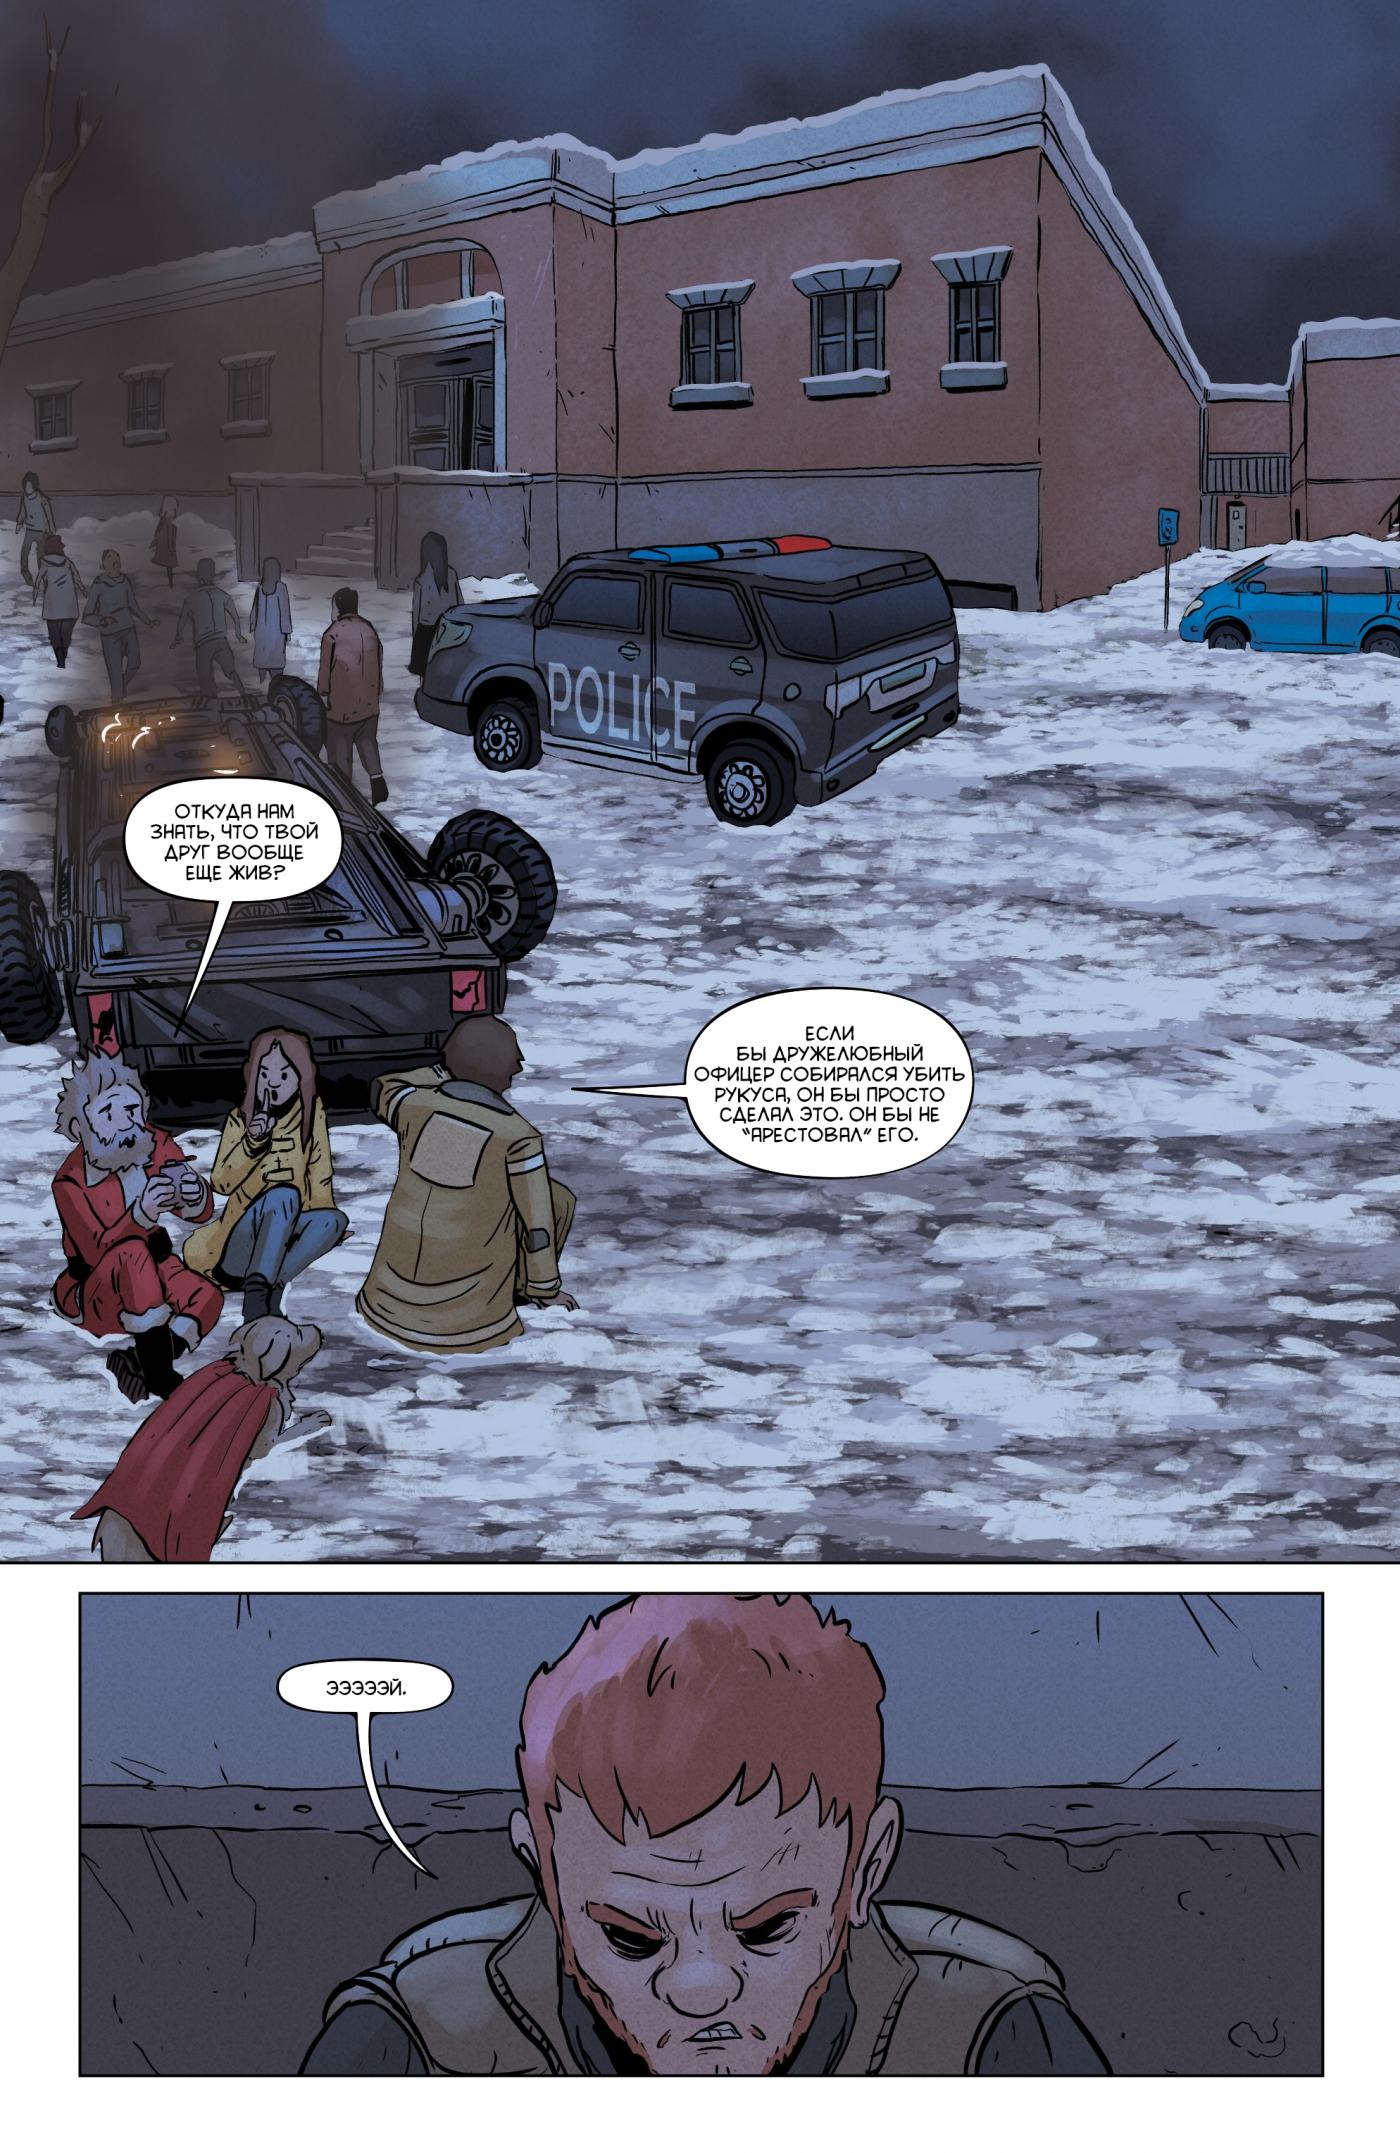 POLICE
ОТКУДА НАМ
ЗНАТЬ, ЧТО ТВОЙ
ДРУГ ВООБЩЕ
ЕЩЕ ЖИВ?
ЕСЛИ
БЫ ДРУЖЕЛЮБНЫЙ
ОФИЦЕР СОБИРАЛСЯ УБИТЬ
РУКУСА, ОН БЫ ПРОСТО
СДЕЛАЛ ЭТО. ОН БЫ НЕ
"АРЕСТОВАЛ" ЕГО.
ЭЭЭЭЭЙ.